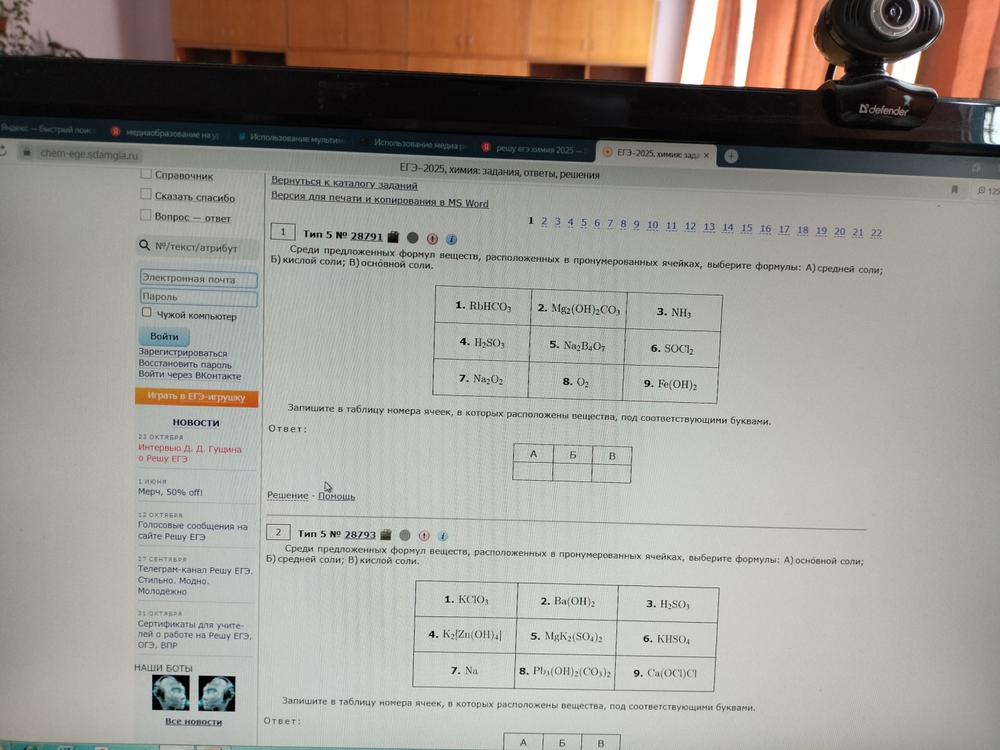 defender
Яндекс — быстрый поис
медиаобразование на у
Использование мультим
Использование медиа р
решу егэ химия 2025 —
ЕГЭ–2025, химия: зада
chem-ege.sdamgia.ru
ЕГЭ–2025, химия: задания, ответы, решения
125
Справочник
Сказать спасибо
Вопрос — ответ
№/текст/атрибут
Электронная почта
Пароль
Чужой компьютер
Войти
Зарегистрироваться
Восстановить пароль
Войти через ВКонтакте
Играть в ЕГЭ-игрушку
НОВОСТИ
23 ОКТЯБРЯ
Интервью Д. Д. Гущина
о Решу ЕГЭ
1 ИЮНЯ
Мерч, 50% off!
12 ОКТЯБРЯ
Голосовые сообщения на
сайте Решу ЕГЭ
27 СЕНТЯБРЯ
Телеграм-канал Решу ЕГЭ.
Стильно. Модно.
Молодёжно
21 ОКТЯБРЯ
Сертификаты для учите-
лей о работе на Решу ЕГЭ,
ОГЭ, ВПР
НАШИ БОТЫ
Все новости
Вернуться к каталогу заданий
Версия для печати и копирования в MS Word
1 2 3 4 5 6 7 8 9 10 11 12 13 14 15 16 17 18 19 20 21 22
1 Тип 5 № 28791
Среди предложенных формул веществ, расположенных в пронумерованных ячейках, выберите формулы: А) средней соли;
Б) кислой соли; В) осно́вной соли.
1. RbHCO₃ 2. Mg₂(OH)₂CO₃ 3. NH₃
4. H₂SO₃ 5. Na₂B₄O₇ 6. SOCl₂
7. Na₂O₂ 8. O₂ 9. Fe(OH)₂
Запишите в таблицу номера ячеек, в которых расположены вещества, под соответствующими буквами.
Ответ:
А Б В
Решение · Помощь
2 Тип 5 № 28793
Среди предложенных формул веществ, расположенных в пронумерованных ячейках, выберите формулы: А) осно́вной соли;
Б) средней соли; В) кислой соли.
1. KClO₃ 2. Ba(OH)₂ 3. H₂SO₃
4. K₂[Zn(OH)₄] 5. MgK₂(SO₄)₂ 6. KHSO₄
7. Na 8. Pb₃(OH)₂(CO₃)₂ 9. Ca(OCl)Cl
Запишите в таблицу номера ячеек, в которых расположены вещества, под соответствующими буквами.
Ответ:
А Б В